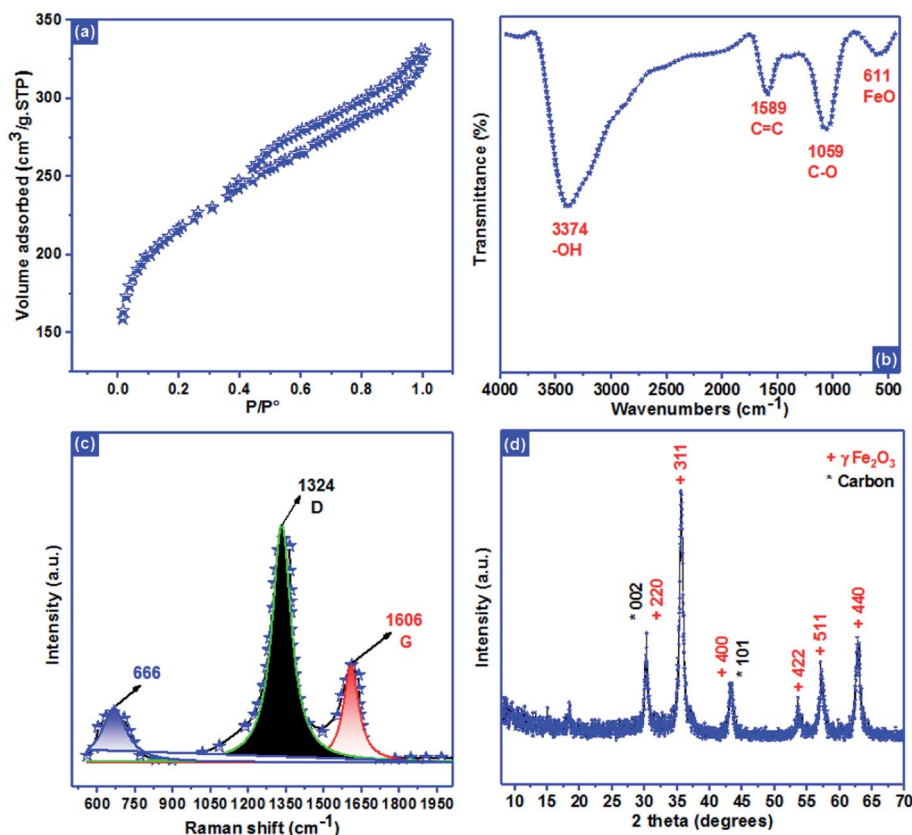 (a)
350
300
250
200
150
Volume adsorbed (cm³/g.STP)
0.0 0.2 0.4 0.6 0.8 1.0
P/P°
(b)
Transmittance (%)
3374
-OH
1589
C=C
1059
C-O
611
FeO
4000 3500 3000 2500 2000 1500 1000 500
Wavenumbers (cm⁻¹)
(c)
Intensity (a.u.)
666
1324
D
1606
G
600 750 900 1050 1200 1350 1500 1650 1800 1950
Raman shift (cm⁻¹)
(d)
Intensity (a.u.)
+ γ Fe₂O₃
* Carbon
* 002
+ 220
+ 311
+ 400
* 101
+ 422
+ 511
+ 440
10 15 20 25 30 35 40 45 50 55 60 65 70
2 theta (degrees)